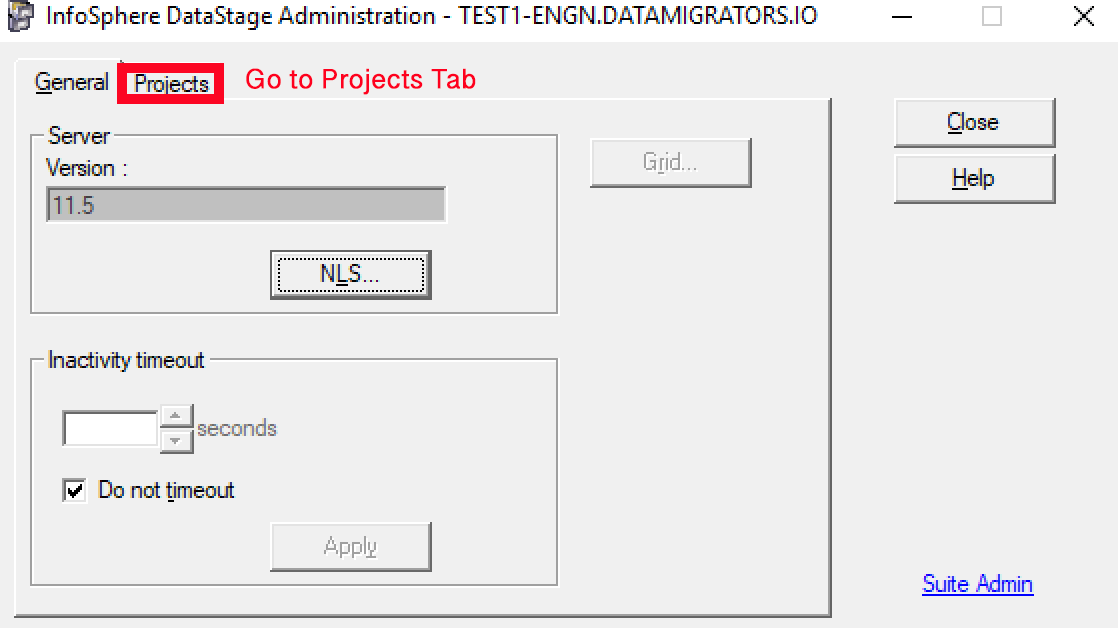 InfoSphere DataStage Administration - TEST1-ENGN.DATAMIGRATORS.IO
General
Projects
Go to Projects Tab
Server
Version :
11.5
NLS...
Grid...
Close
Help
Inactivity timeout
seconds
Do not timeout
Apply
Suite Admin